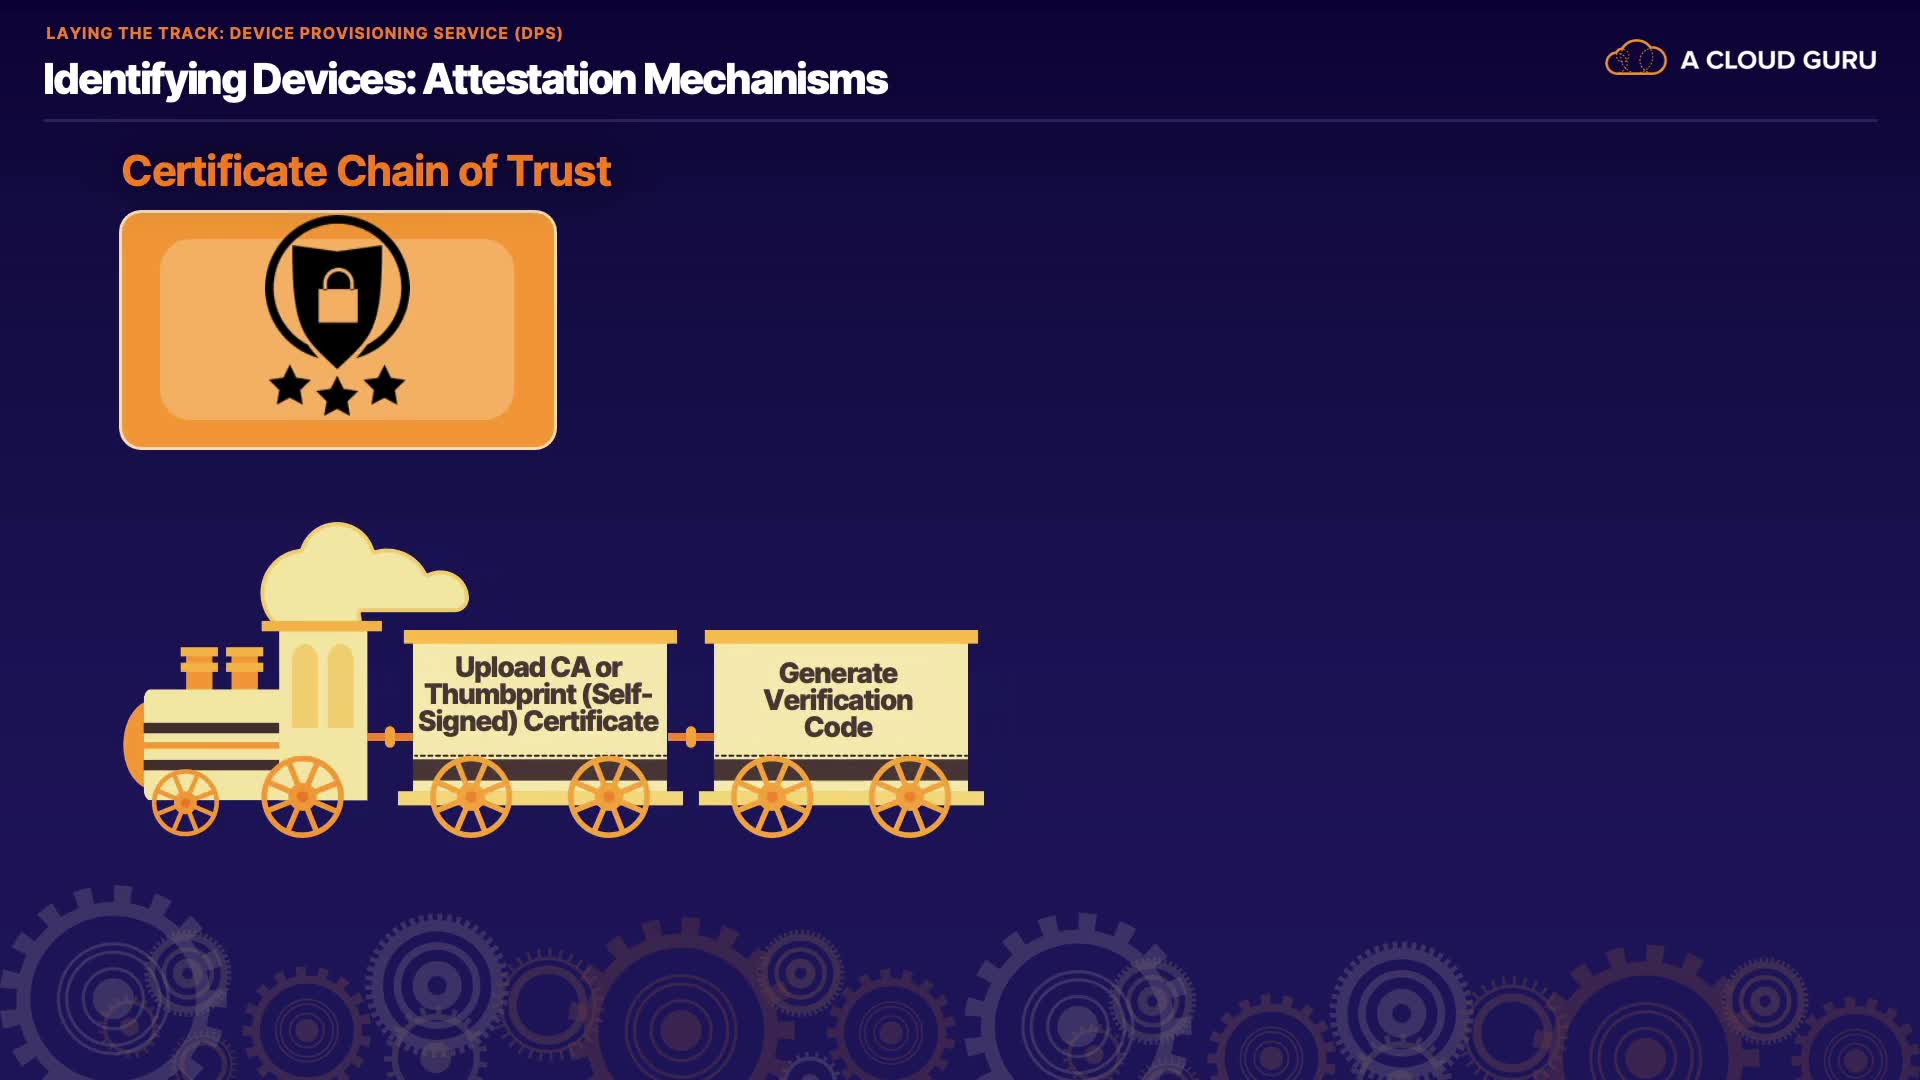 LAYING THE TRACK: DEVICE PROVISIONING SERVICE (DPS)
Identifying Devices: Attestation Mechanisms
A CLOUD GURU
Certificate Chain of Trust
Upload CA or
Thumbprint (Self-
Signed) Certificate
Generate
Verification
Code